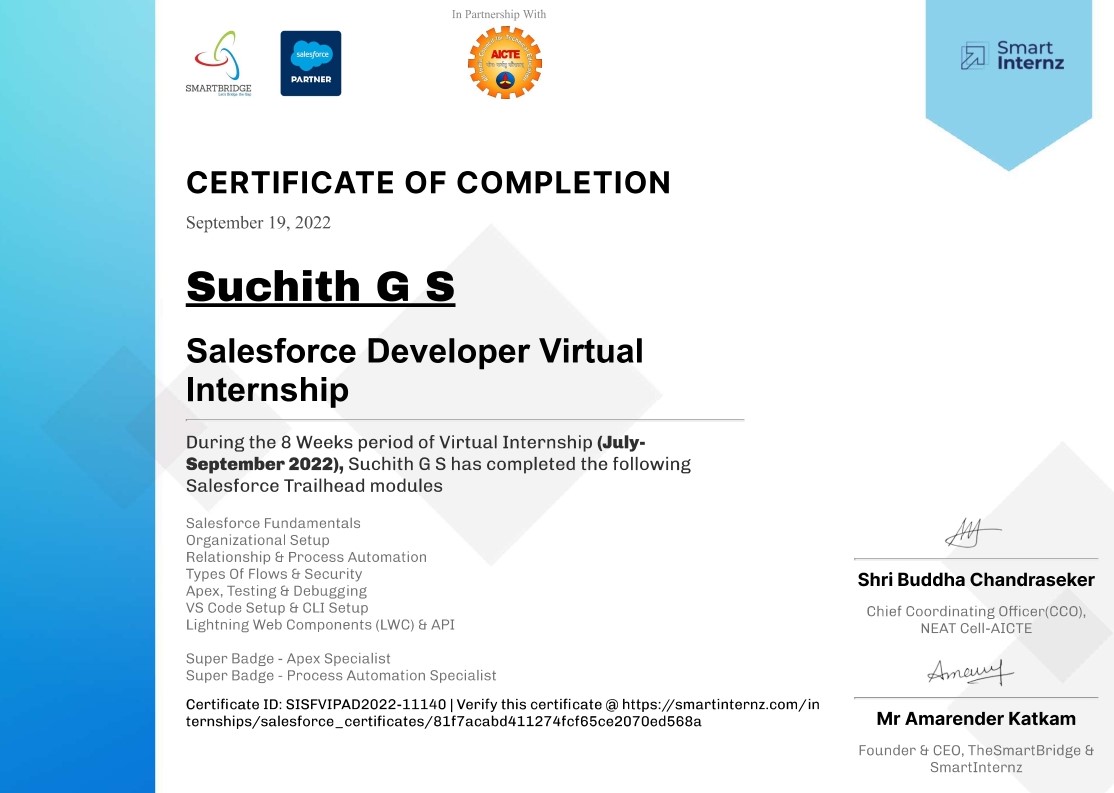 In Partnership With
SMARTBRIDGE
Let's Bridge the Gap
salesforce
PARTNER
AICTE
Smart
Internz
CERTIFICATE OF COMPLETION
September 19, 2022
Suchith G S
Salesforce Developer Virtual
Internship
During the 8 Weeks period of Virtual Internship (July-
September 2022), Suchith G S has completed the following
Salesforce Trailhead modules
Salesforce Fundamentals
Organizational Setup
Relationship & Process Automation
Types Of Flows & Security
Apex, Testing & Debugging
VS Code Setup & CLI Setup
Lightning Web Components (LWC) & API
Super Badge - Apex Specialist
Super Badge - Process Automation Specialist
Certificate ID: SISFVIPAD2022-11140 | Verify this certificate @ https://smartinternz.com/in
ternships/salesforce_certificates/81f7acabd411274fcf65ce2070ed568a
Shri Buddha Chandraseker
Chief Coordinating Officer(CCO),
NEAT Cell-AICTE
Mr Amarender Katkam
Founder & CEO, TheSmartBridge &
SmartInternz